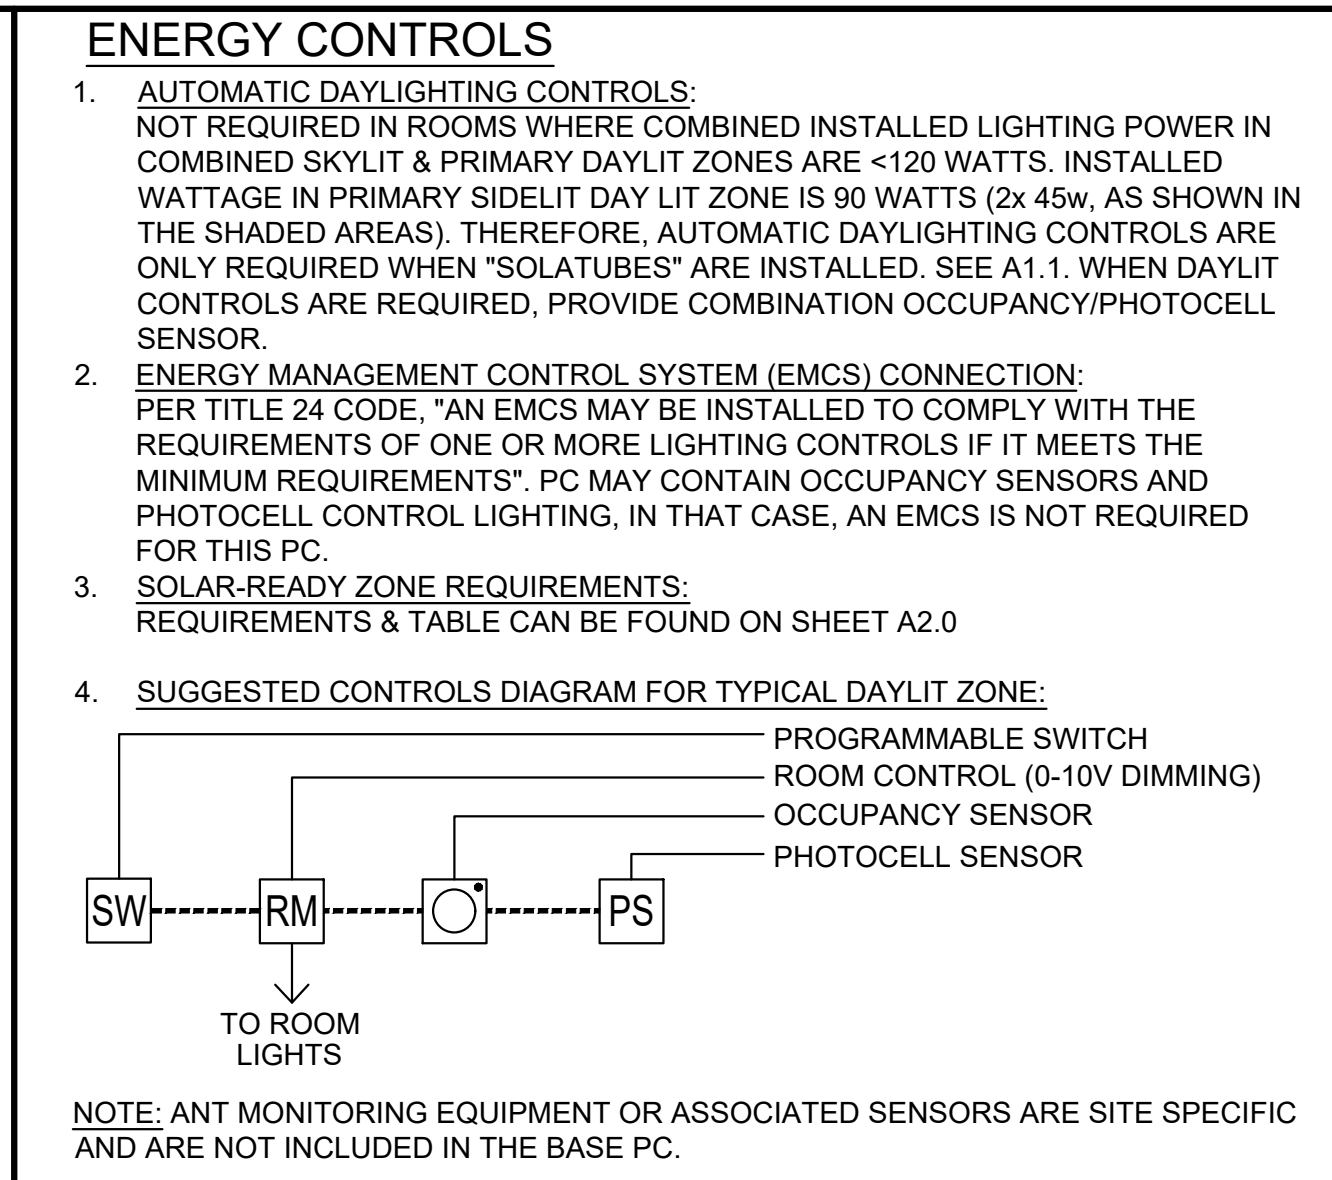 ENERGY CONTROLS
1. AUTOMATIC DAYLIGHTING CONTROLS:
NOT REQUIRED IN ROOMS WHERE COMBINED INSTALLED LIGHTING POWER IN
COMBINED SKYLIT & PRIMARY DAYLIT ZONES ARE <120 WATTS. INSTALLED
WATTAGE IN PRIMARY SIDELIT DAY LIT ZONE IS 90 WATTS (2x 45w, AS SHOWN IN
THE SHADED AREAS). THEREFORE, AUTOMATIC DAYLIGHTING CONTROLS ARE
ONLY REQUIRED WHEN "SOLATUBES" ARE INSTALLED. SEE A1.1. WHEN DAYLIT
CONTROLS ARE REQUIRED, PROVIDE COMBINATION OCCUPANCY/PHOTOCELL
SENSOR.
2. ENERGY MANAGEMENT CONTROL SYSTEM (EMCS) CONNECTION:
PER TITLE 24 CODE, "AN EMCS MAY BE INSTALLED TO COMPLY WITH THE
REQUIREMENTS OF ONE OR MORE LIGHTING CONTROLS IF IT MEETS THE
MINIMUM REQUIREMENTS". PC MAY CONTAIN OCCUPANCY SENSORS AND
PHOTOCELL CONTROL LIGHTING, IN THAT CASE, AN EMCS IS NOT REQUIRED
FOR THIS PC.
3. SOLAR-READY ZONE REQUIREMENTS:
REQUIREMENTS & TABLE CAN BE FOUND ON SHEET A2.0
4. SUGGESTED CONTROLS DIAGRAM FOR TYPICAL DAYLIT ZONE:
PROGRAMMABLE SWITCH
ROOM CONTROL (0-10V DIMMING)
OCCUPANCY SENSOR
PHOTOCELL SENSOR
SW RM PS
TO ROOM
LIGHTS
NOTE: ANT MONITORING EQUIPMENT OR ASSOCIATED SENSORS ARE SITE SPECIFIC
AND ARE NOT INCLUDED IN THE BASE PC.